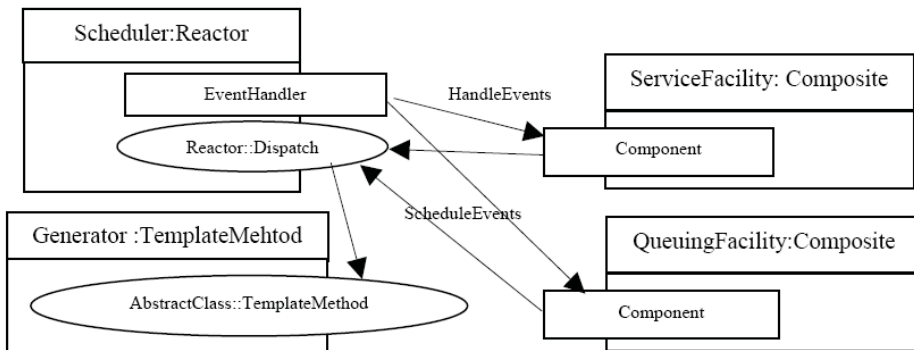 Scheduler:Reactor
EventHandler
Reactor::Dispatch
HandleEvents
ServiceFacility: Composite
Component
ScheduleEvents
Generator :TemplateMehtod
AbstractClass::TemplateMethod
QueuingFacility:Composite
Component